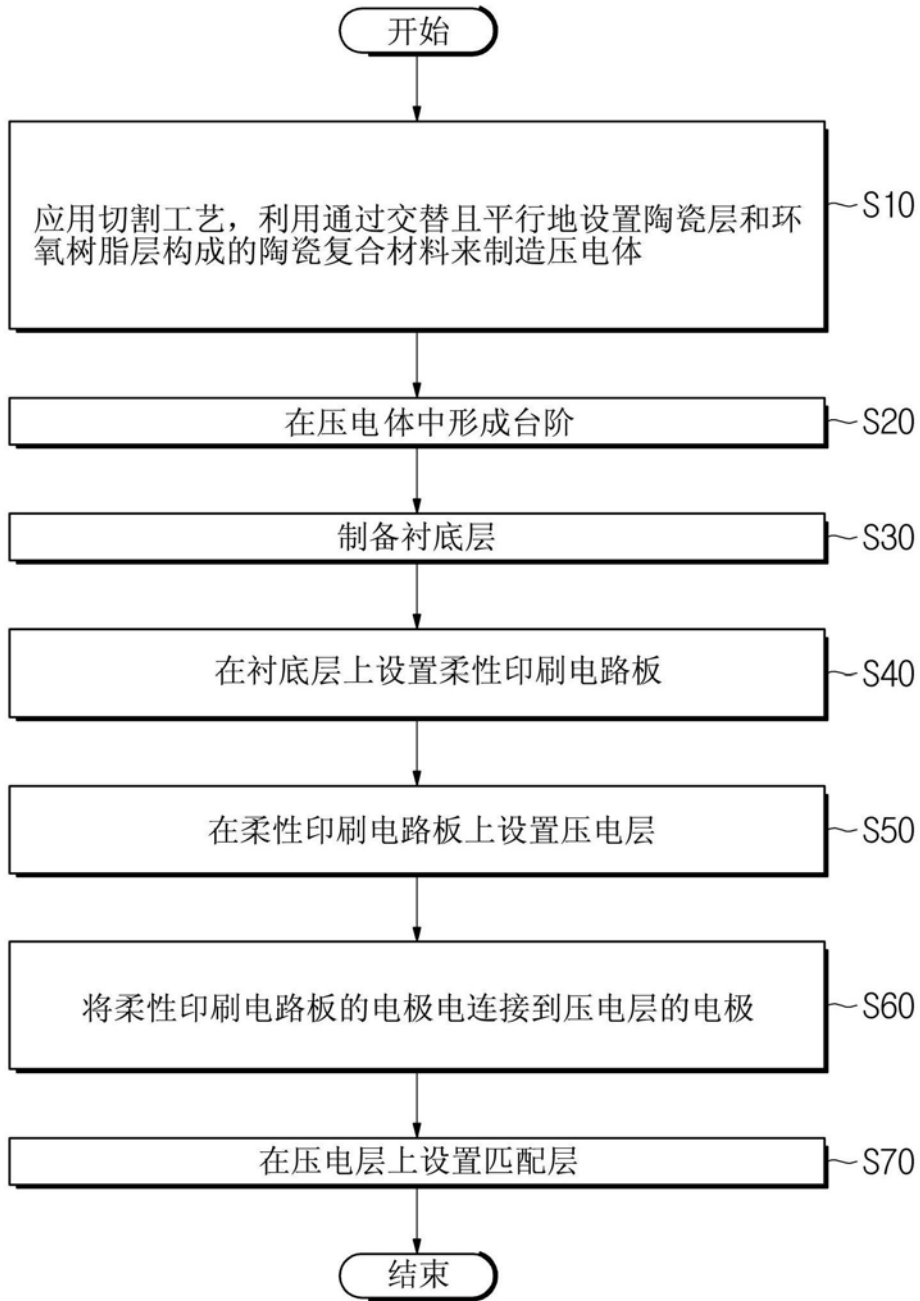 开始
应用切割工艺，利用通过交替且平行地设置陶瓷层和环
氧树脂层构成的陶瓷复合材料来制造压电体
S10
在压电体中形成台阶
S20
制备衬底层
S30
在衬底层上设置柔性印刷电路板
S40
在柔性印刷电路板上设置压电层
S50
将柔性印刷电路板的电极电连接到压电层的电极
S60
在压电层上设置匹配层
S70
结束